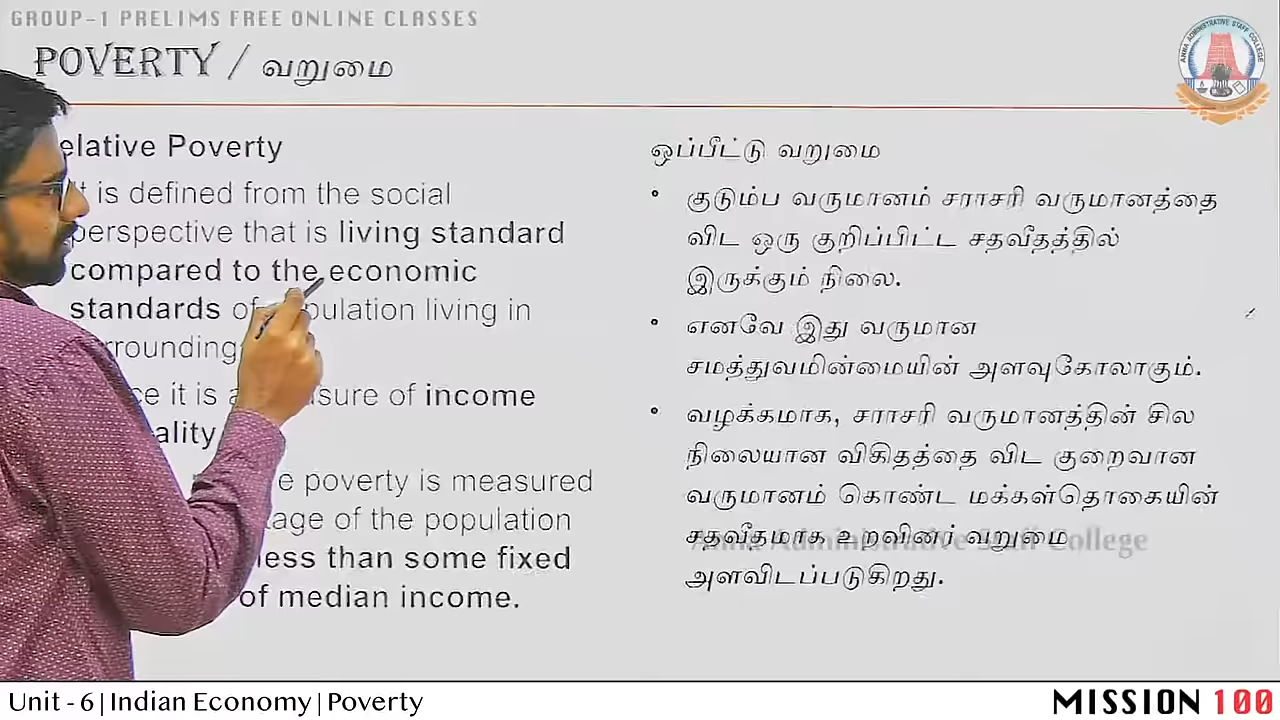 GROUP-1 PRELIMS FREE ONLINE CLASSES
POVERTY / வறுமை
ANNA ADMINISTRATIVE STAFF COLLEGE
elative Poverty
It is defined from the social
perspective that is living standard
compared to the economic
standards of pulation living in
rrounding
ce it is a sure of income
ality
e poverty is measured
tage of the population
less than some fixed
of median income.
ஒப்பீட்டு வறுமை
• குடும்ப வருமானம் சராசரி வருமானத்தை
விட ஒரு குறிப்பிட்ட சதவீதத்தில்
இருக்கும் நிலை.
• எனவே இது வருமான
சமத்துவமின்மையின் அளவுகோலாகும்.
• வழக்கமாக, சராசரி வருமானத்தின் சில
நிலையான விகிதத்தை விட குறைவான
வருமானம் கொண்ட மக்கள்தொகையின்
சதவீதமாக உறவினர் வறுமை
அளவிடப்படுகிறது.
Anna Administrative Staff College
Unit - 6 | Indian Economy | Poverty
MISSION 100